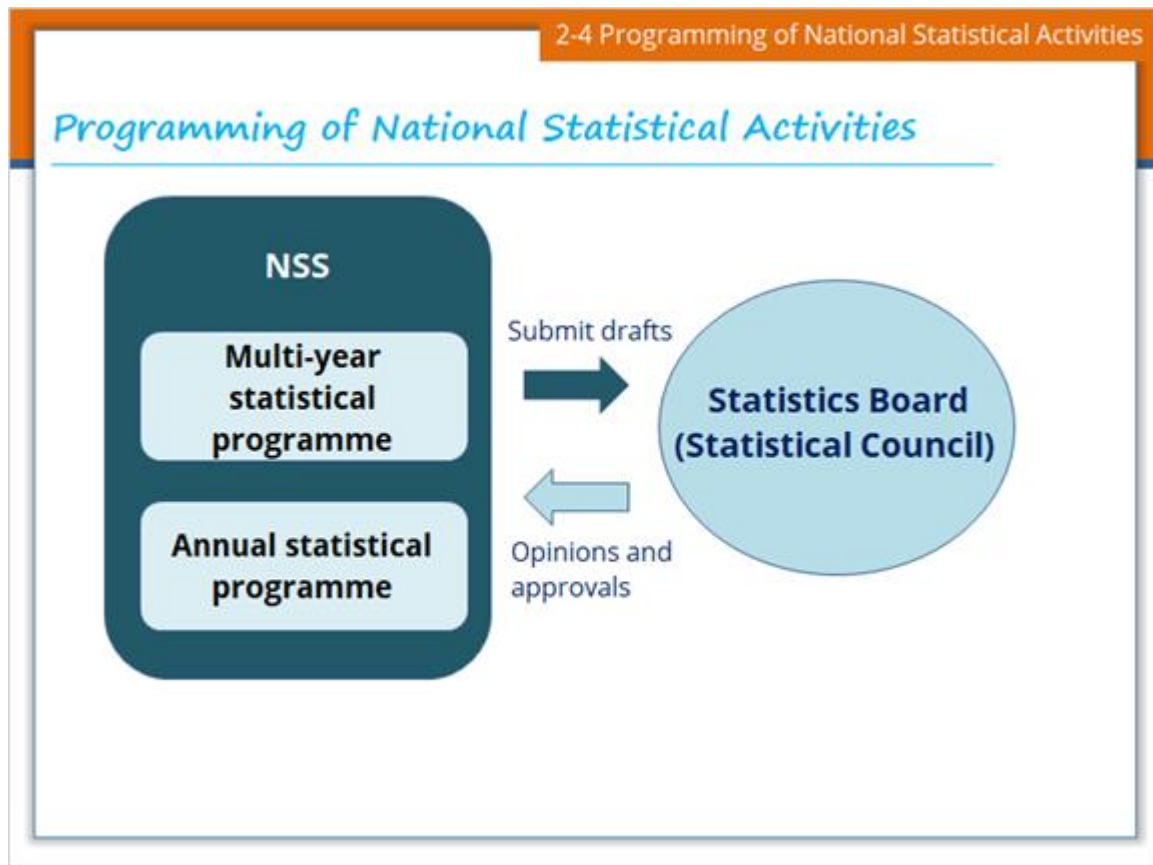 2-4 Programming of National Statistical Activities
Programming of National Statistical Activities
NSS
Multi-year
statistical
programme
Annual statistical
programme
Submit drafts
Opinions and
approvals
Statistics Board
(Statistical Council)